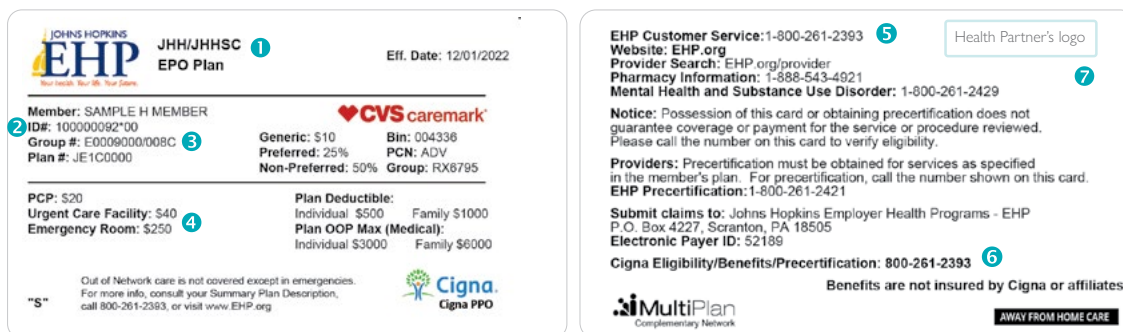 JOHNS HOPKINS
EHP
Your health. Your life. Your future.
JHH/JHHSC
EPO Plan
1
Eff. Date: 12/01/2022
Member: SAMPLE H MEMBER
2 ID#: 100000092*00
Group #: E0009000/008C 3
Plan #: JE1C0000
CVS caremark
Generic: $10 Bin: 004336
Preferred: 25% PCN: ADV
Non-Preferred: 50% Group: RX6795
PCP: $20
Urgent Care Facility: $40
Emergency Room: $250
4
Plan Deductible:
Individual $500 Family $1000
Plan OOP Max (Medical):
Individual $3000 Family $6000
"S"
Out of Network care is not covered except in emergencies.
For more info, consult your Summary Plan Description,
call 800-261-2393, or visit www.EHP.org
Cigna.
Cigna PPO
EHP Customer Service:1-800-261-2393 5
Website: EHP.org
Provider Search: EHP.org/provider
Pharmacy Information: 1-888-543-4921
Mental Health and Substance Use Disorder: 1-800-261-2429
Health Partner's logo
7
Notice: Possession of this card or obtaining precertification does not
guarantee coverage or payment for the service or procedure reviewed.
Please call the number on this card to verify eligibility.
Providers: Precertification must be obtained for services as specified
in the member's plan. For precertification, call the number shown on this card.
EHP Precertification:1-800-261-2421
Submit claims to: Johns Hopkins Employer Health Programs - EHP
P.O. Box 4227, Scranton, PA 18505
Electronic Payer ID: 52189
Cigna Eligibility/Benefits/Precertification: 800-261-2393 6
Benefits are not insured by Cigna or affiliates
MultiPlan
Complementary Network
AWAY FROM HOME CARE